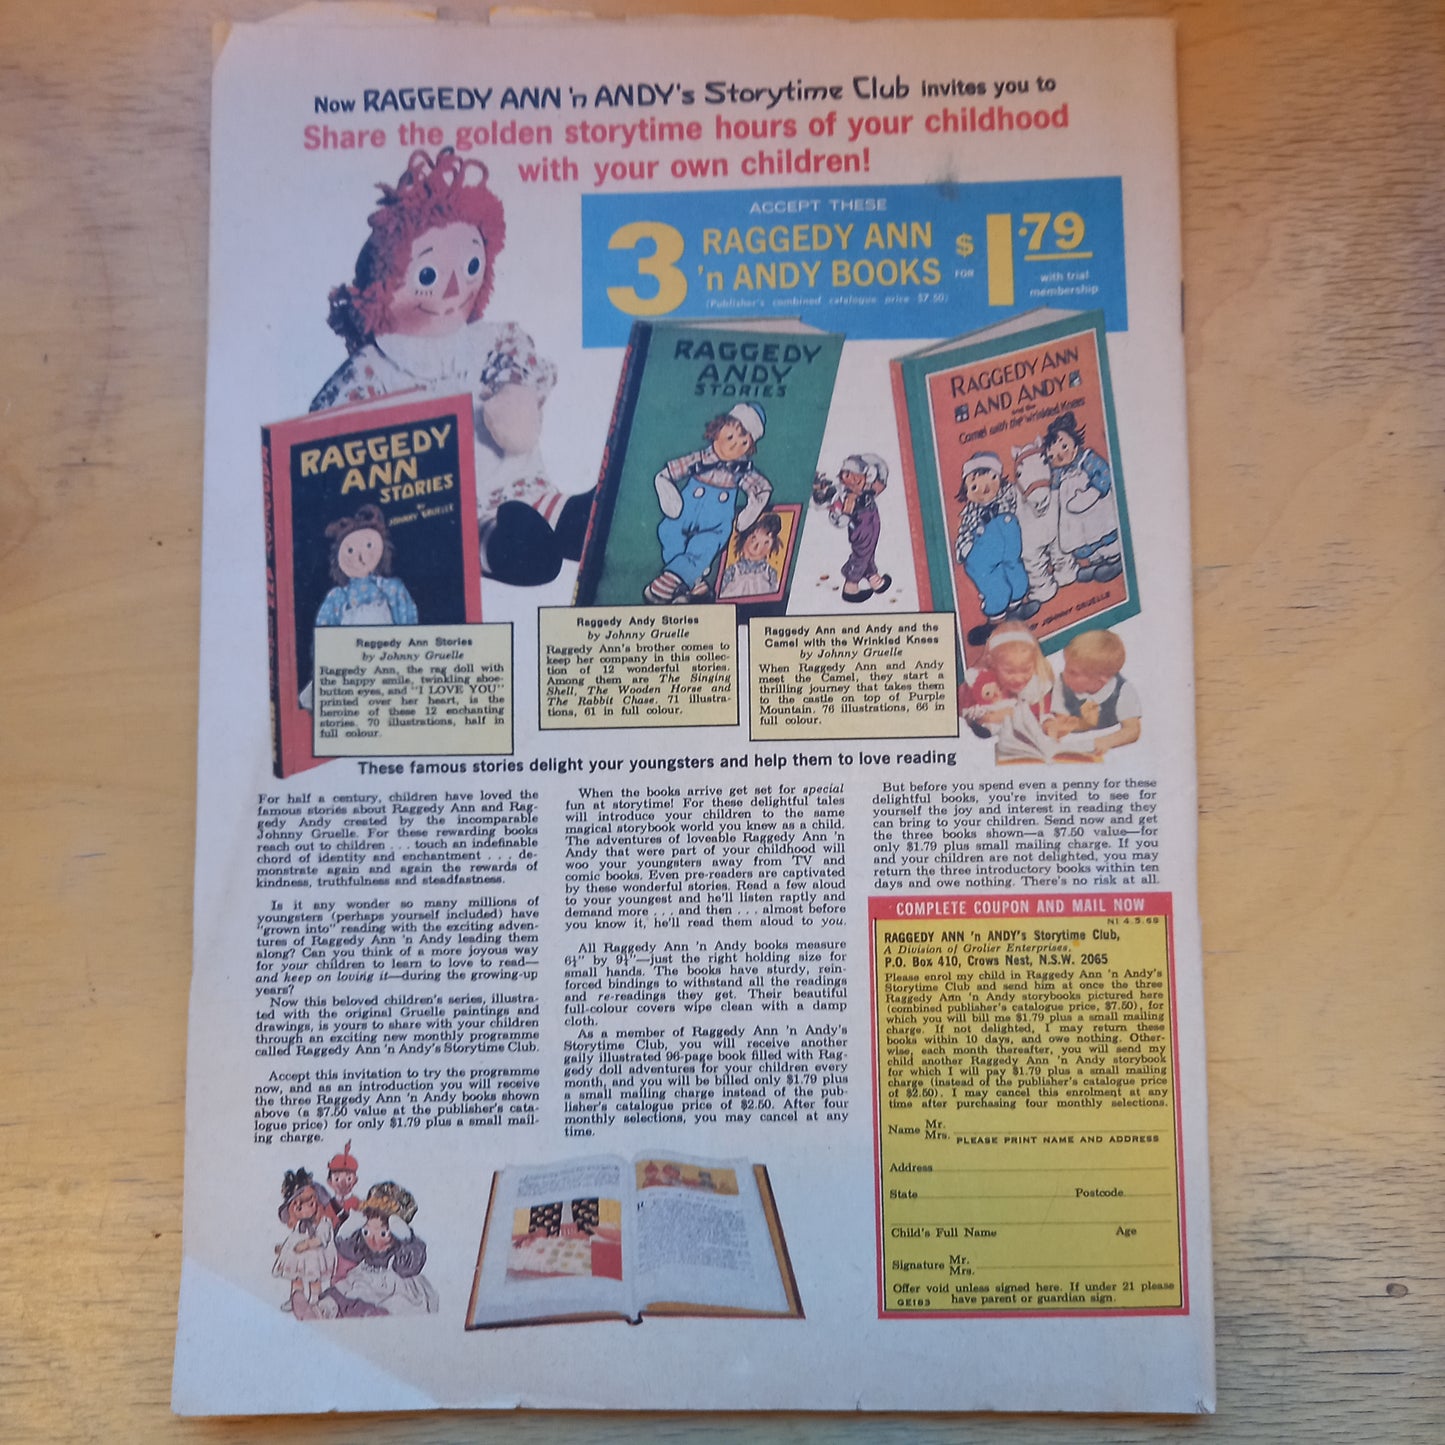 Now RAGGEDY ANN 'n ANDY's Storytime Club invites you to
Share the golden storytime hours of your childhood
with your own children!
ACCEPT THESE
3 RAGGEDY ANN
'n ANDY BOOKS
$1.79
FOR
(Publisher's combined catalogue price $7.50)
with trial
membership
RAGGEDY
ANN
STORIES
BY
JOHNNY GRUELLE
RAGGEDY
ANDY
STORIES
RAGGEDY ANN
AND ANDY
and the
Camel with the Wrinkled Knees
BY JOHNNY GRUELLE
Raggedy Ann Stories
by Johnny Gruelle
Raggedy Ann, the rag doll with
the happy smile, twinkling shoe-
button eyes, and "I LOVE YOU"
printed over her heart, is the
heroine of these 12 enchanting
stories. 70 illustrations, half in
full colour.
Raggedy Andy Stories
by Johnny Gruelle
Raggedy Ann's brother comes to
keep her company in this collec-
tion of 12 wonderful stories.
Among them are The Singing
Shell, The Wooden Horse and
The Rabbit Chase. 71 illustra-
tions, 61 in full colour.
Raggedy Ann and Andy and the
Camel with the Wrinkled Knees
by Johnny Gruelle
When Raggedy Ann and Andy
meet the Camel, they start a
thrilling journey that takes them
to the castle on top of Purple
Mountain. 76 illustrations, 66 in
full colour.
These famous stories delight your youngsters and help them to love reading
For half a century, children have loved the
famous stories about Raggedy Ann and Rag-
gedy Andy created by the incomparable
Johnny Gruelle. For these rewarding books
reach out to children . . . touch an indefinable
chord of identity and enchantment . . . de-
monstrate again and again the rewards of
kindness, truthfulness and steadfastness.
Is it any wonder so many millions of
youngsters (perhaps yourself included) have
"grown into" reading with the exciting adven-
tures of Raggedy Ann 'n Andy leading them
along? Can you think of a more joyous way
for your children to learn to love to read—
and keep on loving it—during the growing-up
years?
Now this beloved children's series, illustra-
ted with the original Gruelle paintings and
drawings, is yours to share with your children
through an exciting new monthly programme
called Raggedy Ann 'n Andy's Storytime Club.
Accept this invitation to try the programme
now, and as an introduction you will receive
the three Raggedy Ann 'n Andy books shown
above (a $7.50 value at the publisher's cata-
logue price) for only $1.79 plus a small mail-
ing charge.
When the books arrive get set for special
fun at storytime! For these delightful tales
will introduce your children to the same
magical storybook world you knew as a child.
The adventures of loveable Raggedy Ann 'n
Andy that were part of your childhood will
woo your youngsters away from TV and
comic books. Even pre-readers are captivated
by these wonderful stories. Read a few aloud
to your youngest and he'll listen raptly and
demand more . . . and then . . . almost before
you know it, he'll read them aloud to you.
All Raggedy Ann 'n Andy books measure
6¼" by 9¼"—just the right holding size for
small hands. The books have sturdy, rein-
forced bindings to withstand all the readings
and re-readings they get. Their beautiful
full-colour covers wipe clean with a damp
cloth.
As a member of Raggedy Ann 'n Andy's
Storytime Club, you will receive another
gaily illustrated 96-page book filled with Rag-
gedy doll adventures for your children every
month, and you will be billed only $1.79 plus
a small mailing charge instead of the pub-
lisher's catalogue price of $2.50. After four
monthly selections, you may cancel at any
time.
But before you spend even a penny for these
delightful books, you're invited to see for
yourself the joy and interest in reading they
can bring to your children. Send now and get
the three books shown—a $7.50 value—for
only $1.79 plus small mailing charge. If you
and your children are not delighted, you may
return the three introductory books within ten
days and owe nothing. There's no risk at all.
COMPLETE COUPON AND MAIL NOW
N1 4.5.69
RAGGEDY ANN 'n ANDY's Storytime Club,
A Division of Grolier Enterprises,
P.O. Box 410, Crows Nest, N.S.W. 2065
Please enrol my child in Raggedy Ann 'n Andy's
Storytime Club and send him at once the three
Raggedy Ann 'n Andy storybooks pictured here
(combined publisher's catalogue price, $7.50), for
which you will bill me $1.79 plus a small mailing
charge. If not delighted, I may return these
books within 10 days, and owe nothing. Other-
wise, each month thereafter, you will send my
child another Raggedy Ann 'n Andy storybook
for which I will pay $1.79 plus a small mailing
charge (instead of the publisher's catalogue price
of $2.50). I may cancel this enrolment at any
time after purchasing four monthly selections.
Name Mr.
Mrs.
PLEASE PRINT NAME AND ADDRESS
Address
State Postcode
Child's Full Name Age
Signature Mr.
Mrs.
Offer void unless signed here. If under 21 please
GE183 have parent or guardian sign.